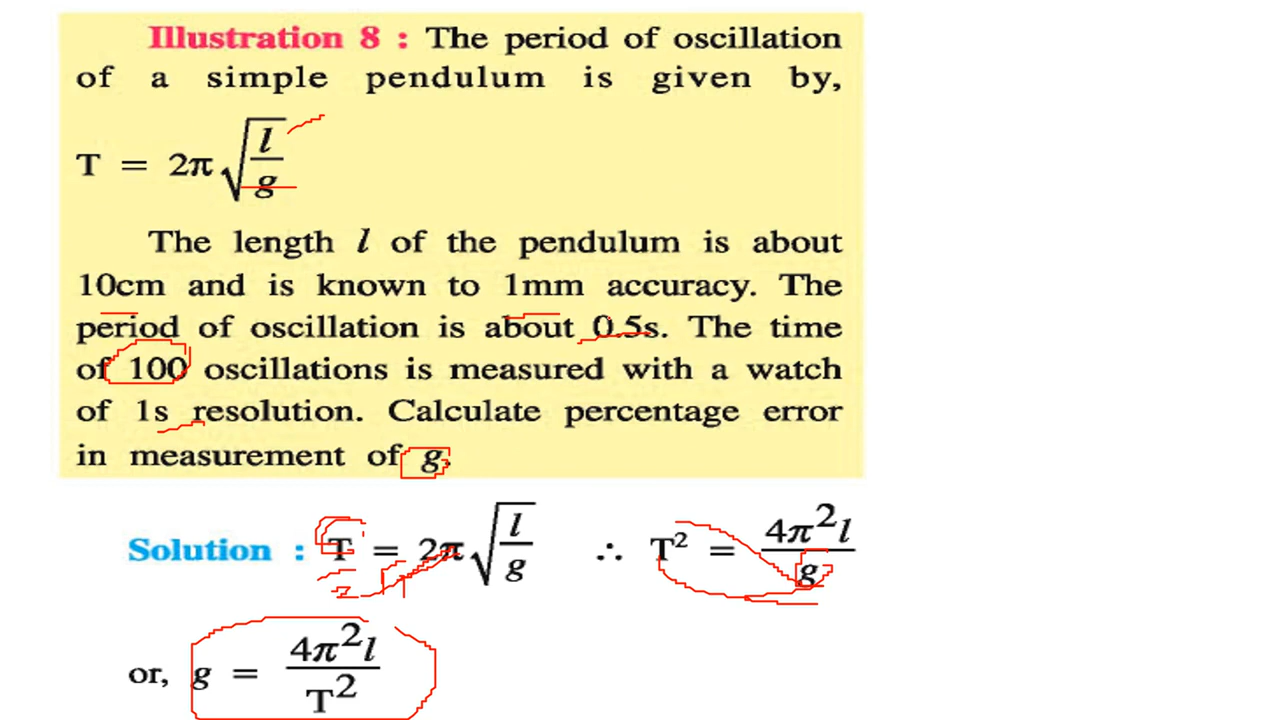 Illustration 8 : The period of oscillation
of a simple pendulum is given by,
T = 2π√(l/g)
The length l of the pendulum is about
10cm and is known to 1mm accuracy. The
period of oscillation is about 0.5s. The time
of 100 oscillations is measured with a watch
of 1s resolution. Calculate percentage error
in measurement of g.
Solution : T = 2π√(l/g) ∴ T² = 4π²l/g
or, g = 4π²l/T²